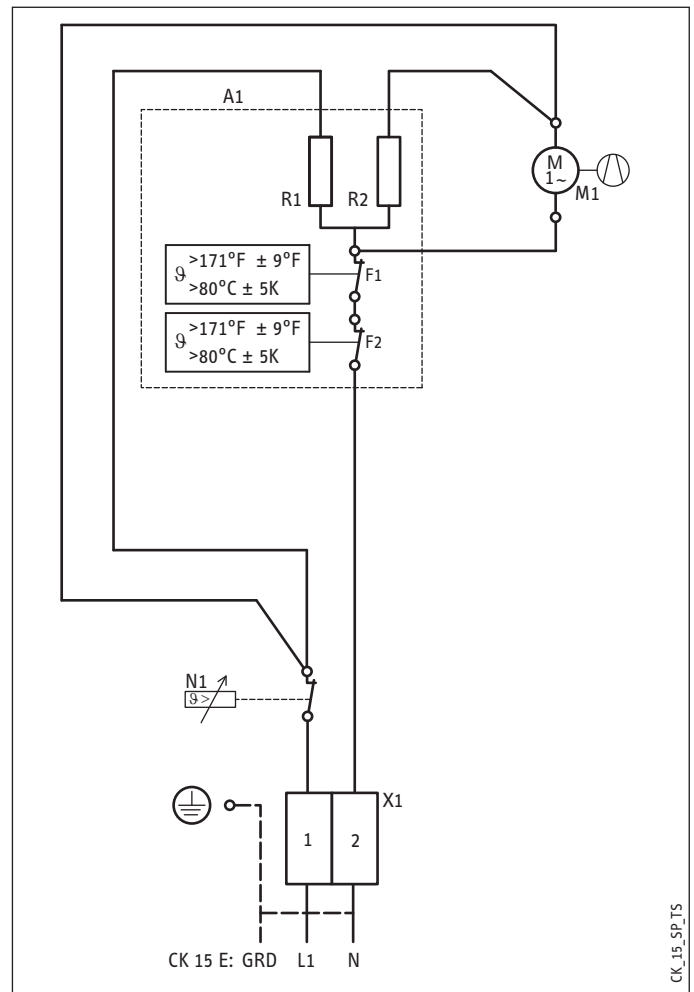 A1
R1
R2
M
1~
M1
ϑ >171°F ± 9°F
>80°C ± 5K
F1
ϑ >171°F ± 9°F
>80°C ± 5K
F2
N1
ϑ>
X1
1
2
CK 15 E: GRD L1 N
CK_15_SP_TS